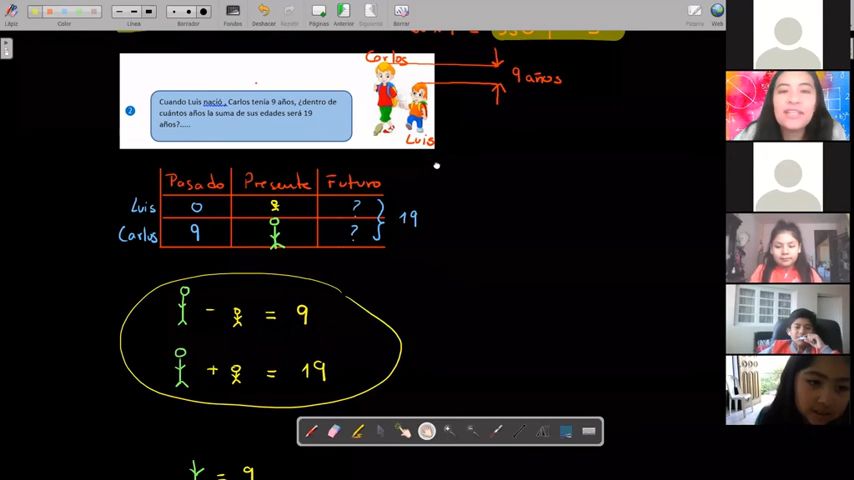 Lápiz
Color
Línea
Borrador
Fondos
Deshacer
Rehacer
Páginas
Anterior
Siguiente
Borrar
Web
Carlos
9 años
Cuando Luis nació , Carlos tenía 9 años, ¿dentro de
cuántos años la suma de sus edades será 19
años?.....
2
Luis
Pasado Presente Futuro
Luis 0 ?
Carlos 9 ?
19
- = 9
+ = 19
= 9